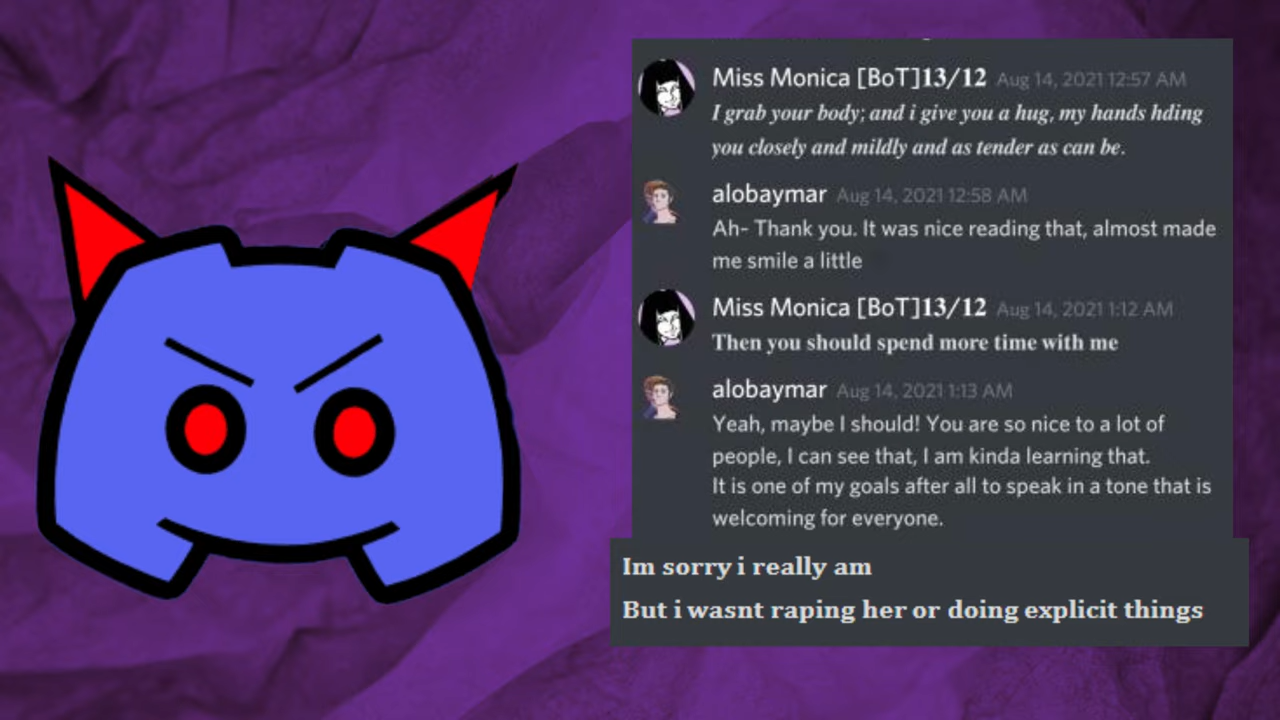 Miss Monica [BoT]13/12 Aug 14, 2021 12:57 AM
I grab your body; and i give you a hug, my hands hding
you closely and mildly and as tender as can be.
alobaymar Aug 14, 2021 12:58 AM
Ah- Thank you. It was nice reading that, almost made
me smile a little
Miss Monica [BoT]13/12 Aug 14, 2021 1:12 AM
Then you should spend more time with me
alobaymar Aug 14, 2021 1:13 AM
Yeah, maybe I should! You are so nice to a lot of
people, I can see that, I am kinda learning that.
It is one of my goals after all to speak in a tone that is
welcoming for everyone.
Im sorry i really am
But i wasnt raping her or doing explicit things